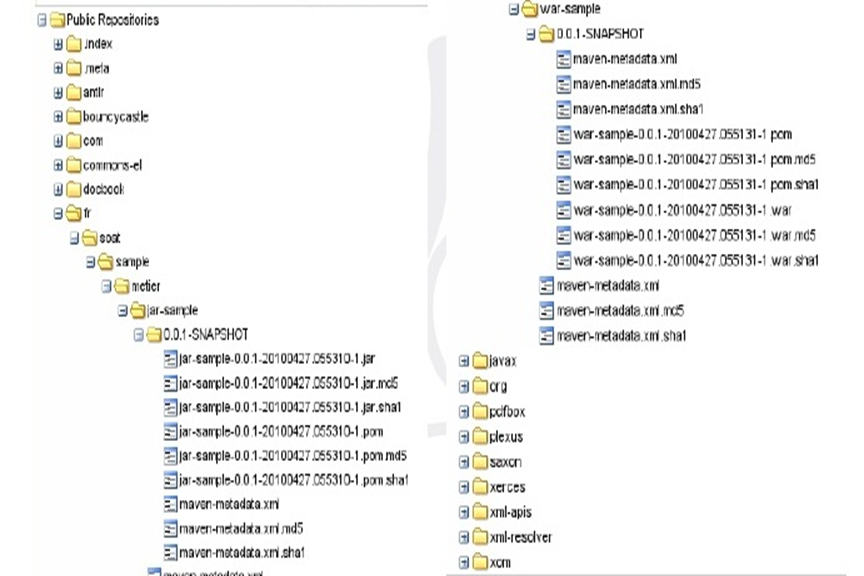 Pubic Repositories
.index
.meta
antlr
bouncycastle
com
commons-el
docbook
fr
soat
sample
metier
jar-sample
0.0.1-SNAPSHOT
jar-sample-0.0.1-20100427.055310-1.jar
jar-sample-0.0.1-20100427.055310-1.jar.md5
jar-sample-0.0.1-20100427.055310-1.jar.sha1
jar-sample-0.0.1-20100427.055310-1.pom
jar-sample-0.0.1-20100427.055310-1.pom.md5
jar-sample-0.0.1-20100427.055310-1.pom.sha1
maven-metadata.xml
maven-metadata.xml.md5
maven-metadata.xml.sha1
maven-metadata.xml
war-sample
0.0.1-SNAPSHOT
maven-metadata.xml
maven-metadata.xml.md5
maven-metadata.xml.sha1
war-sample-0.0.1-20100427.055131-1.pom
war-sample-0.0.1-20100427.055131-1.pom.md5
war-sample-0.0.1-20100427.055131-1.pom.sha1
war-sample-0.0.1-20100427.055131-1.war
war-sample-0.0.1-20100427.055131-1.war.md5
war-sample-0.0.1-20100427.055131-1.war.sha1
maven-metadata.xml
maven-metadata.xml.md5
maven-metadata.xml.sha1
javax
org
pdfbox
plexus
saxon
xerces
xml-apis
xml-resolver
xom